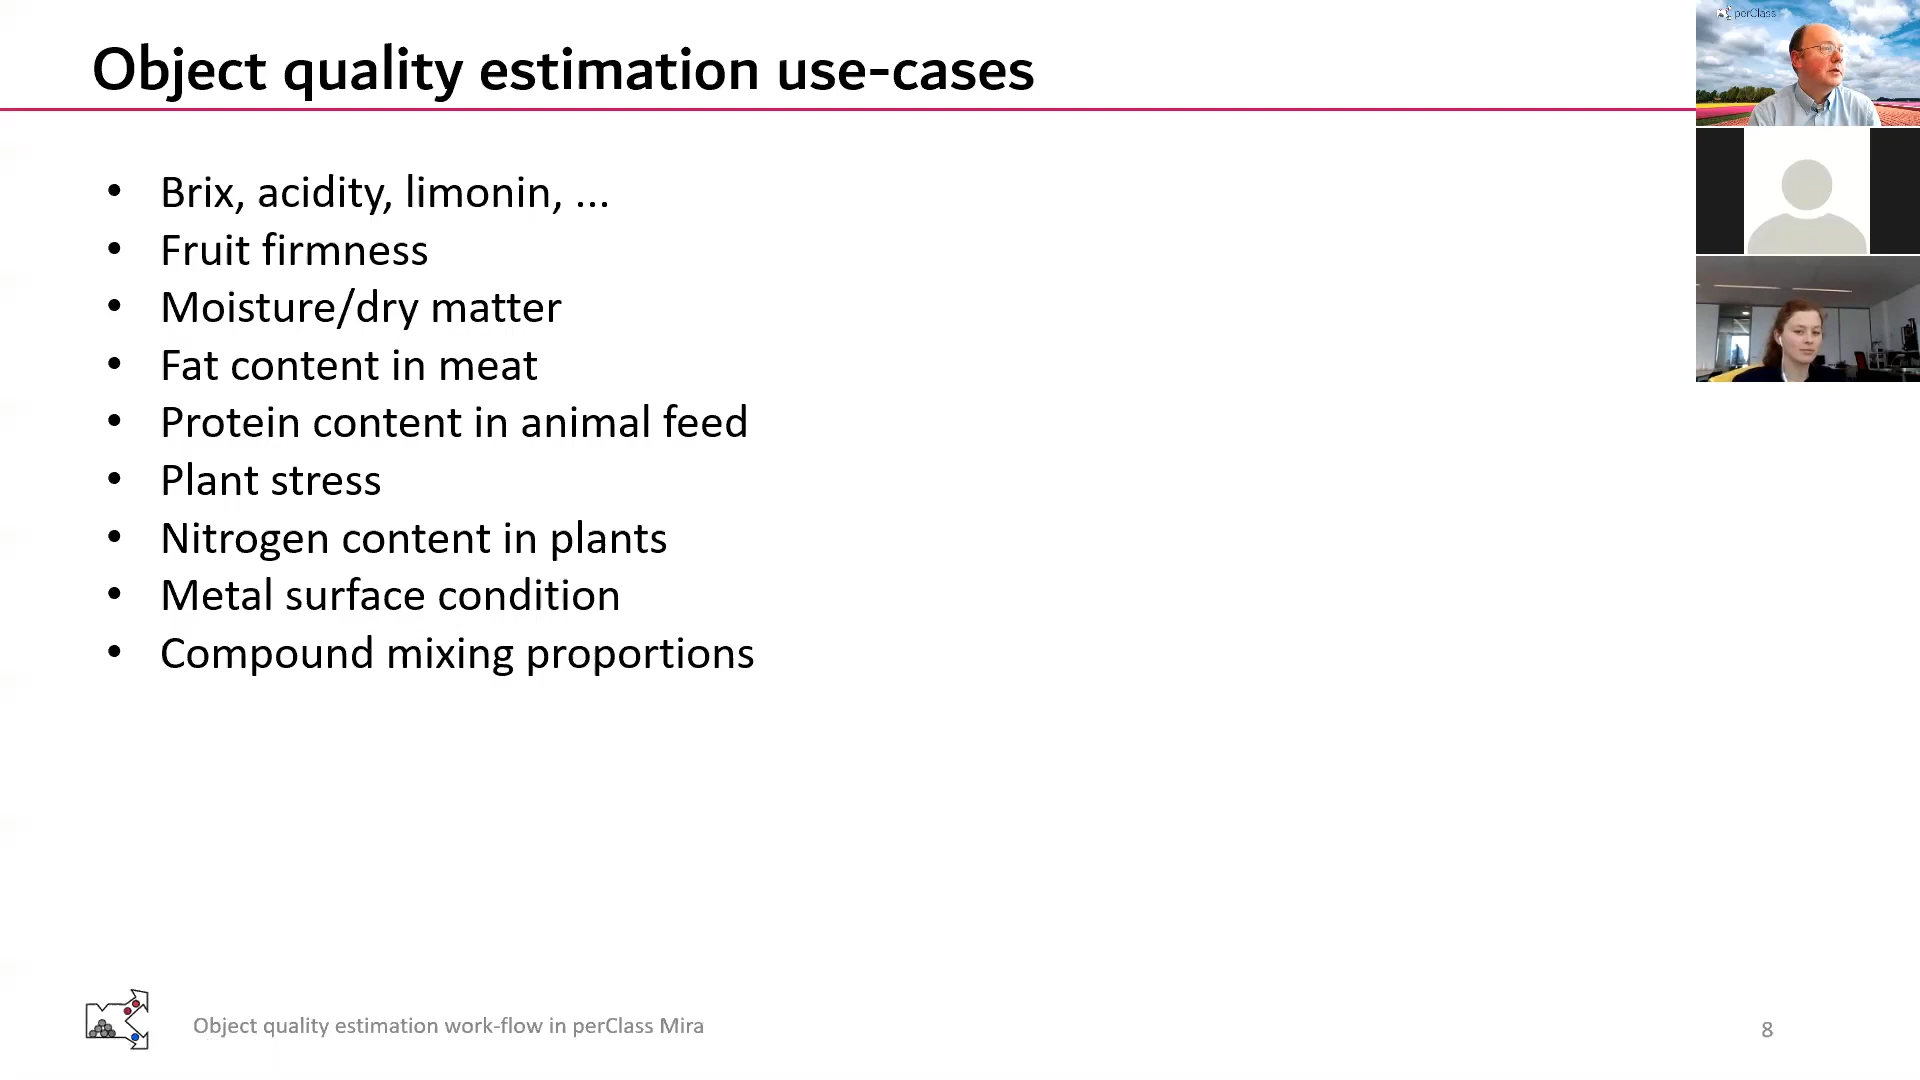 Object quality estimation use-cases
perClass
• Brix, acidity, limonin, ...
• Fruit firmness
• Moisture/dry matter
• Fat content in meat
• Protein content in animal feed
• Plant stress
• Nitrogen content in plants
• Metal surface condition
• Compound mixing proportions
Object quality estimation work-flow in perClass Mira
8